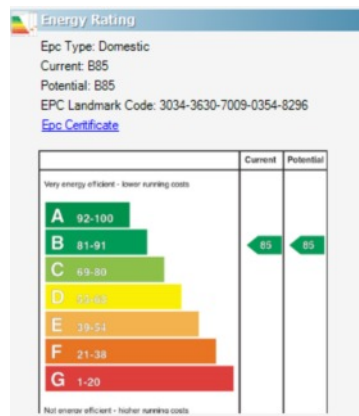 Energy Rating
Epc Type: Domestic
Current: B85
Potential: B85
EPC Landmark Code: 3034-3630-7009-0354-8296
Epc Certificate
Current Potential
Very energy efficient - lower running costs
A 92-100
B 81-91 85 85
C 69-80
D
E 39-54
F 21-38
G 1-20
Not energy efficient - higher running costs